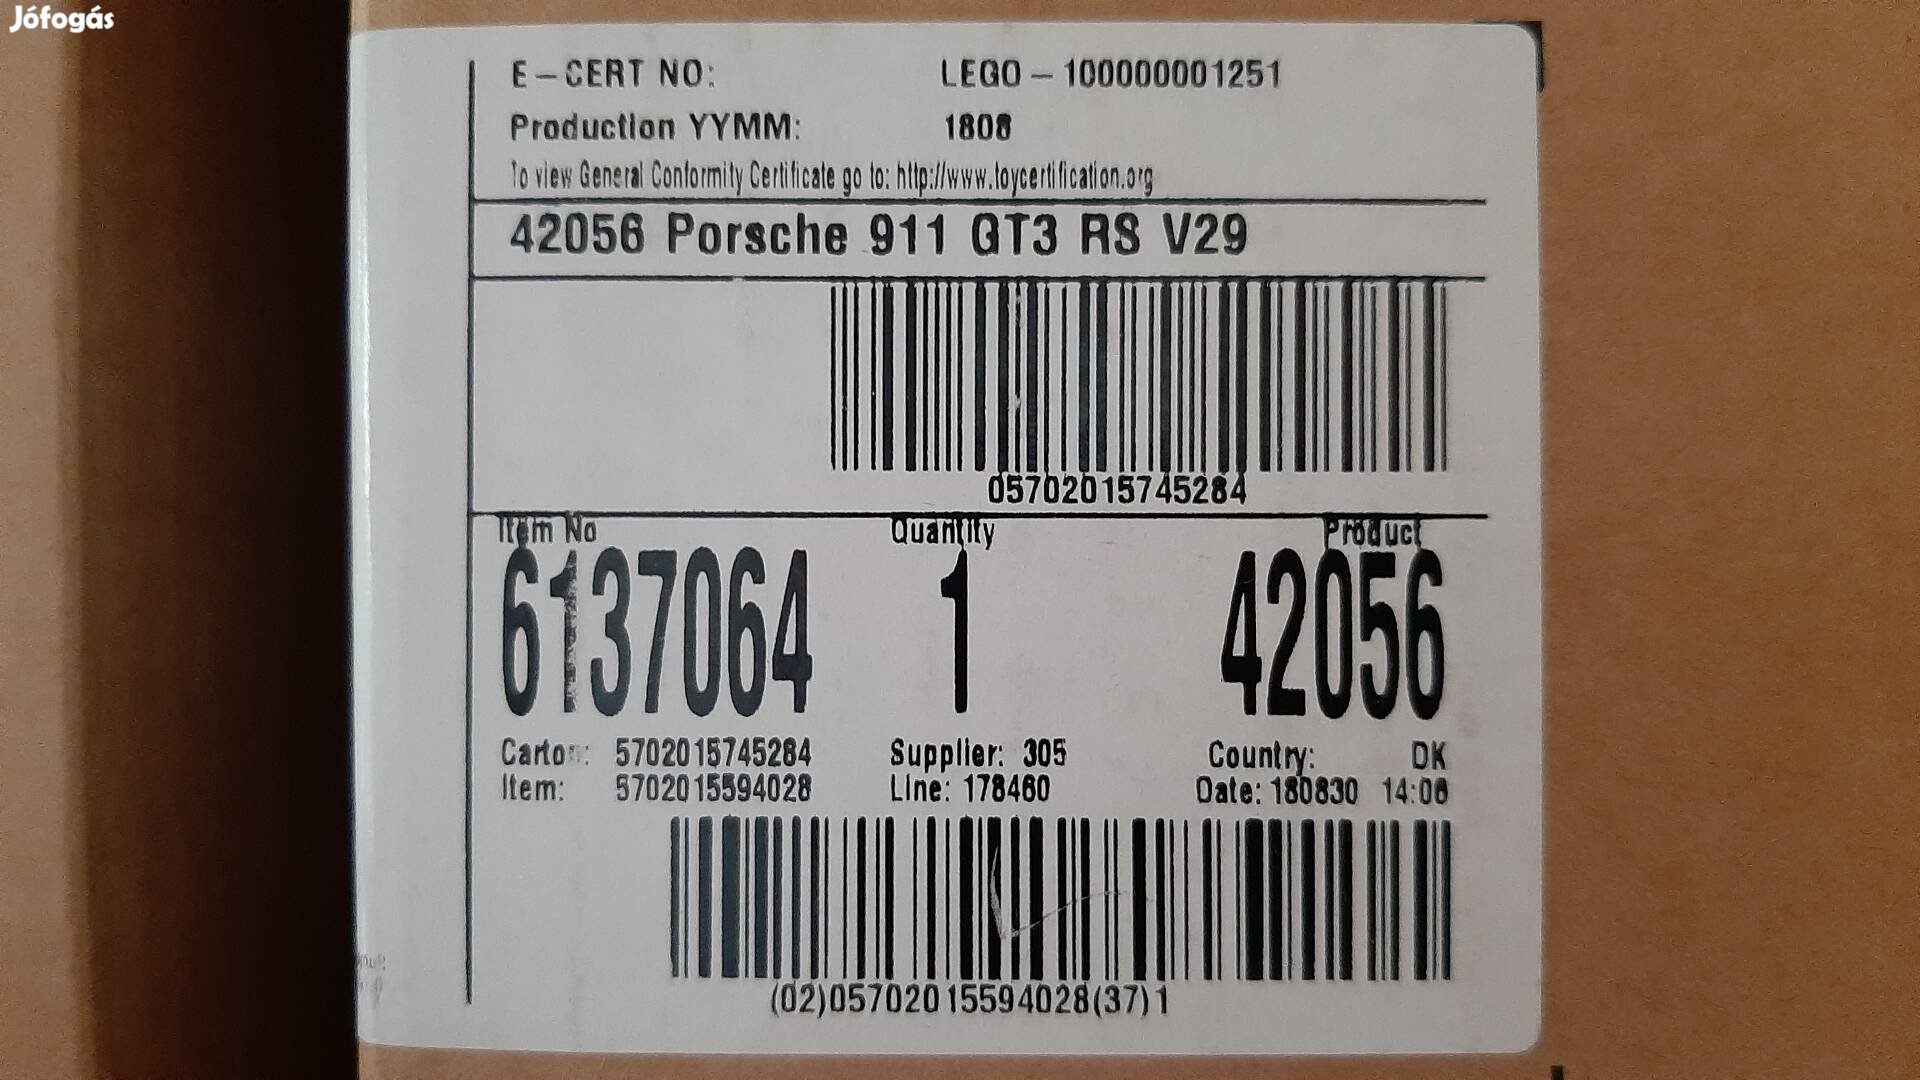 Jófogás
E-CERT NO: LEGO - 100000001251
Production YYMM: 1808
To view General Conformity Certificate go to: http://www.toycertification.org
42056 Porsche 911 GT3 RS V29
05702015745284
Item No Quantity Product
6137064 1 42056
Carton: 5702015745284 Supplier: 305 Country: DK
Item: 5702015594028 Line: 178460 Date: 180830 14:06
(02)05702015594028(37)1